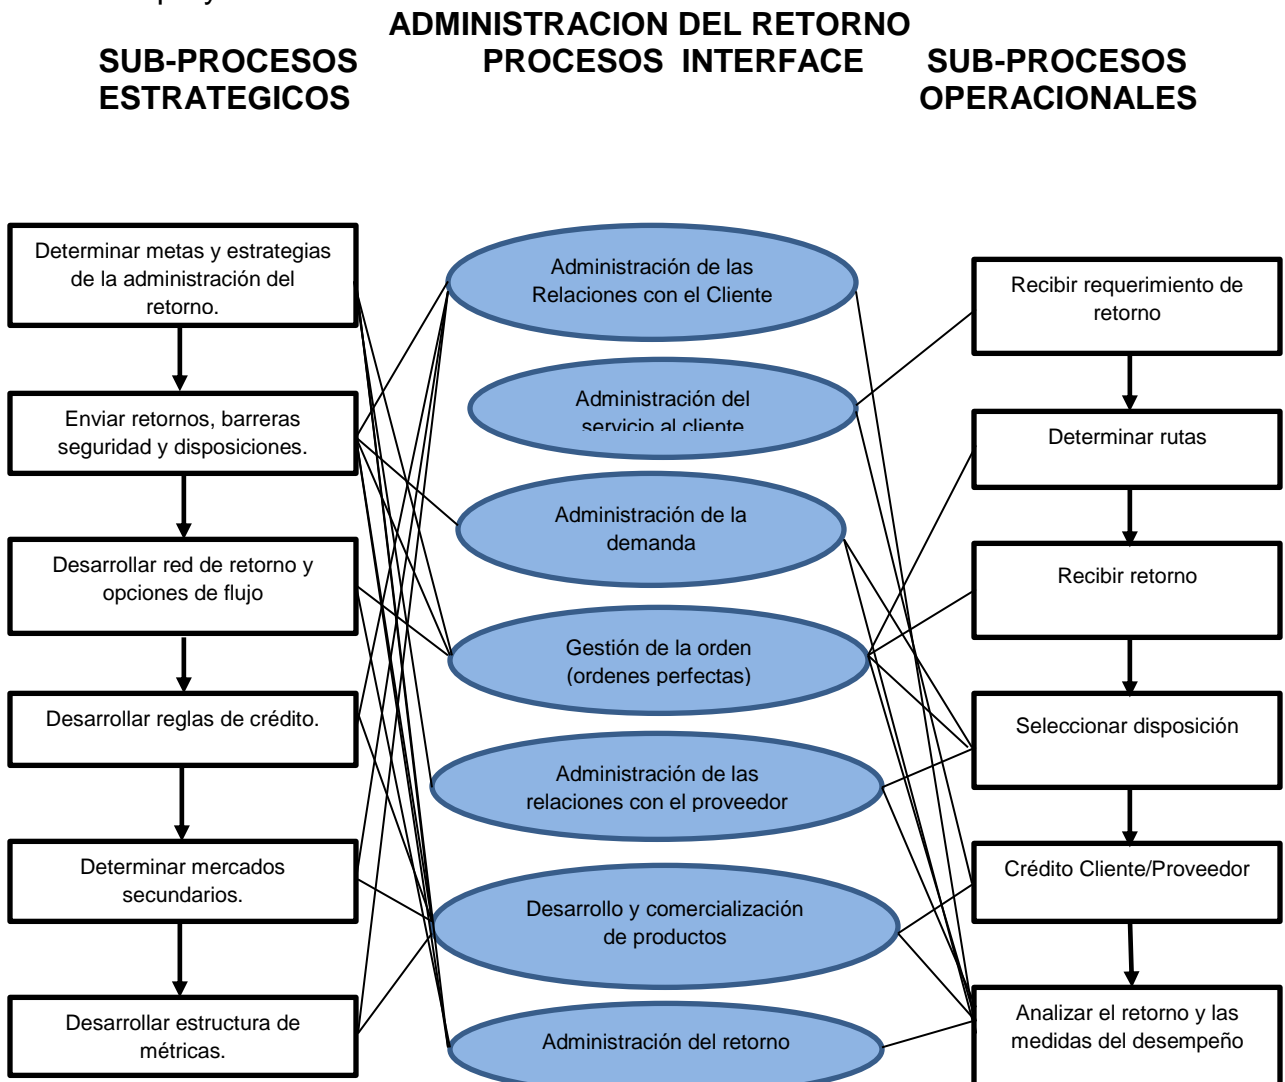 ADMINISTRACION DEL RETORNO
SUB-PROCESOS PROCESOS INTERFACE SUB-PROCESOS
ESTRATEGICOS OPERACIONALES
Determinar metas y estrategias
de la administración del
retorno.
Enviar retornos, barreras
seguridad y disposiciones.
Desarrollar red de retorno y
opciones de flujo
Desarrollar reglas de crédito.
Determinar mercados
secundarios.
Desarrollar estructura de
métricas.
Administración de las
Relaciones con el Cliente
Administración del
servicio al cliente
Administración de la
demanda
Gestión de la orden
(ordenes perfectas)
Administración de las
relaciones con el proveedor
Desarrollo y comercialización
de productos
Administración del retorno
Recibir requerimiento de
retorno
Determinar rutas
Recibir retorno
Seleccionar disposición
Crédito Cliente/Proveedor
Analizar el retorno y las
medidas del desempeño